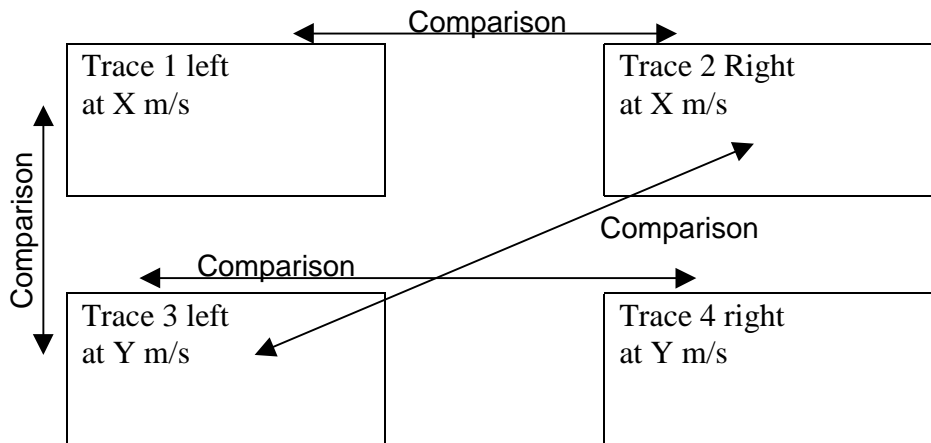 Comparison
Trace 1 left
at X m/s
Trace 2 Right
at X m/s
Comparison
Comparison
Comparison
Trace 3 left
at Y m/s
Trace 4 right
at Y m/s